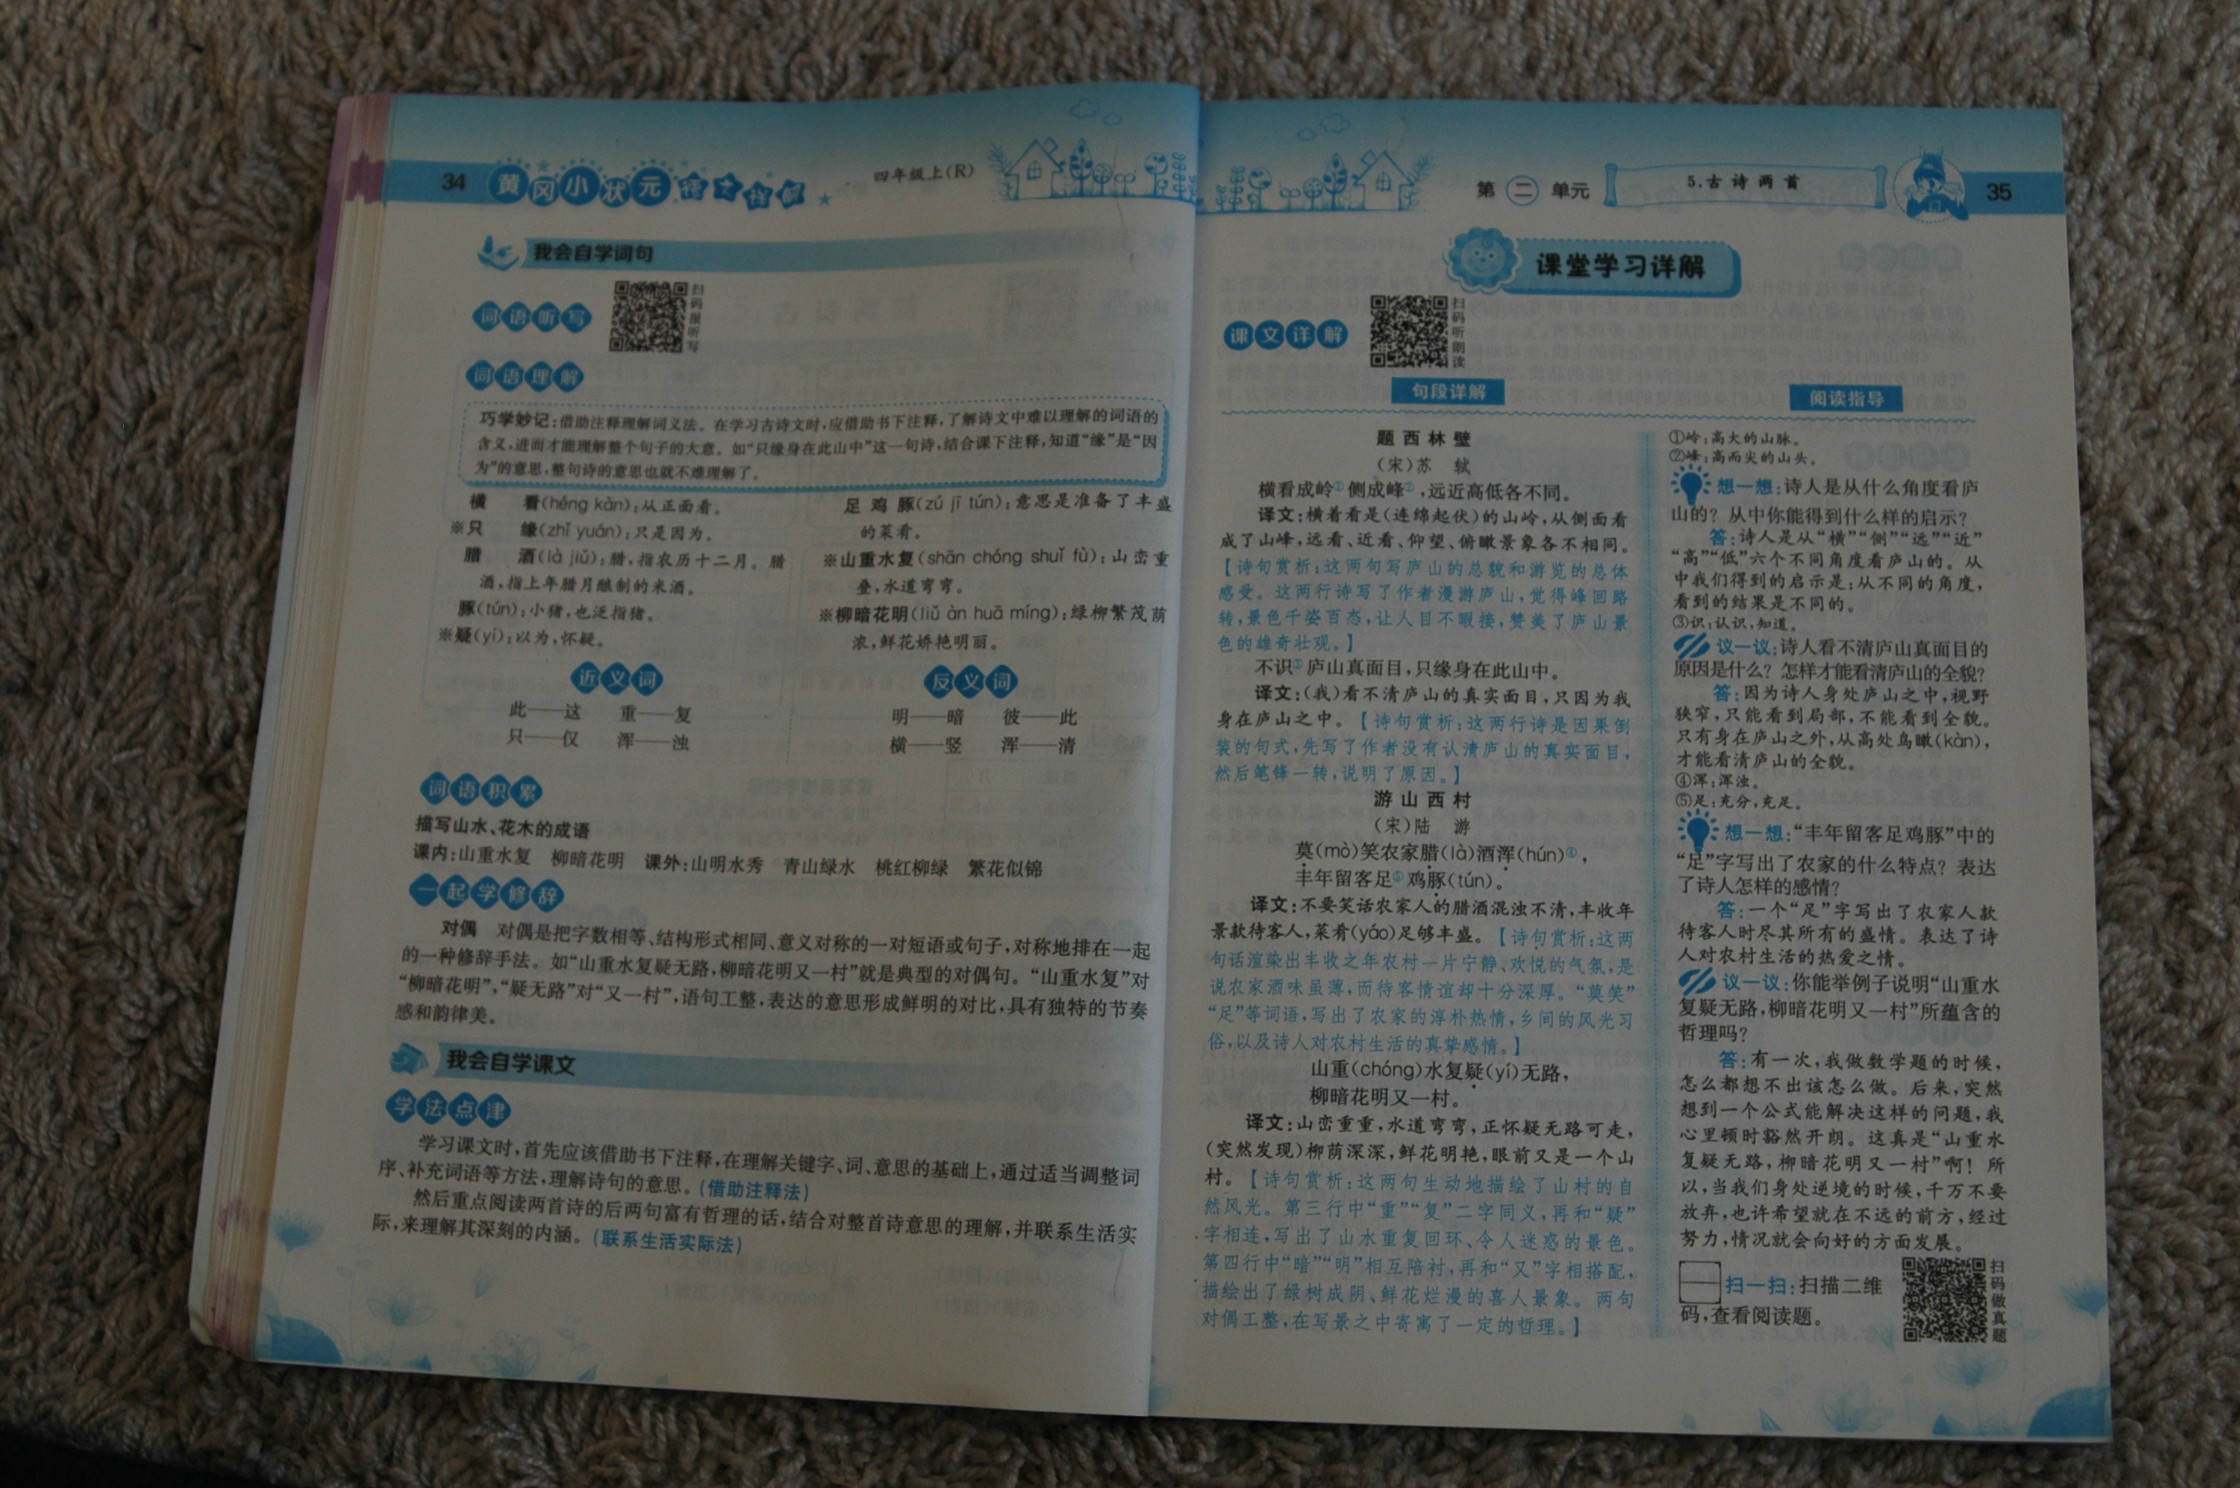 34 黄冈小状元 语文详解 四年级上(R)
我会自学词句
词语听写
扫码报听写
词语理解
巧学妙记:借助注释理解词义法。在学习古诗文时,应借助书下注释,了解诗文中难以理解的词语的
含义,进而才能理解整个句子的大意。如“只缘身在此山中”这一句诗,结合课下注释,知道“缘”是“因
为”的意思,整句诗的意思也就不难理解了。
横 看(héng kàn):从正面看。
※只 缘(zhǐ yuán):只是因为。
腊 酒(là jiǔ):腊,指农历十二月。腊
酒,指上年腊月酿制的米酒。
豚(tún):小猪,也泛指猪。
※疑(yí):以为,怀疑。
足 鸡 豚(zú jī tún):意思是准备了丰盛
的菜肴。
※山重水复(shān chóng shuǐ fù):山峦重
叠,水道弯弯。
※柳暗花明(liǔ àn huā míng):绿柳繁茂荫
浓,鲜花娇艳明丽。
近义词
此——这 重——复
只——仅 浑——浊
反义词
明——暗 彼——此
横——竖 浑——清
词语积累
描写山水、花木的成语
课内:山重水复 柳暗花明 课外:山明水秀 青山绿水 桃红柳绿 繁花似锦
一起学修辞
对偶 对偶是把字数相等、结构形式相同、意义对称的一对短语或句子,对称地排在一起
的一种修辞手法。如“山重水复疑无路,柳暗花明又一村”就是典型的对偶句。“山重水复”对
“柳暗花明”,“疑无路”对“又一村”,语句工整,表达的意思形成鲜明的对比,具有独特的节奏
感和韵律美。
我会自学课文
学法点津
学习课文时,首先应该借助书下注释,在理解关键字、词、意思的基础上,通过适当调整词
序、补充词语等方法,理解诗句的意思。(借助注释法)
然后重点阅读两首诗的后两句富有哲理的话,结合对整首诗意思的理解,并联系生活实
际,来理解其深刻的内涵。(联系生活实际法)
第二单元 5.古诗两首 35
课堂学习详解
课文详解
扫码听朗读
句段详解
题西林壁
(宋)苏 轼
横看成岭①侧成峰②,远近高低各不同。
译文:横着看是(连绵起伏)的山岭,从侧面看
成了山峰,远看、近看、仰望、俯瞰景象各不相同。
【诗句赏析:这两句写庐山的总貌和游览的总体
感受。这两行诗写了作者漫游庐山,觉得峰回路
转,景色千姿百态,让人目不暇接,赞美了庐山景
色的雄奇壮观。】
不识③庐山真面目,只缘身在此山中。
译文:(我)看不清庐山的真实面目,只因为我
身在庐山之中。【诗句赏析:这两行诗是因果倒
装的句式,先写了作者没有认清庐山的真实面目,
然后笔锋一转,说明了原因。】
游山西村
(宋)陆 游
莫(mò)笑农家腊(là)酒浑(hún)④,
丰年留客足⑤鸡豚(tún)。
译文:不要笑话农家人的腊酒混浊不清,丰收年
景款待客人,菜肴(yáo)足够丰盛。【诗句赏析:这两
句话渲染出丰收之年农村一片宁静、欢悦的气氛,是
说农家酒味虽薄,而待客情谊却十分深厚。“莫笑”
“足”等词语,写出了农家的淳朴热情,乡间的风光习
俗,以及诗人对农村生活的真挚感情。】
山重(chóng)水复疑(yí)无路,
柳暗花明又一村。
译文:山峦重重,水道弯弯,正怀疑无路可走,
(突然发现)柳荫深深,鲜花明艳,眼前又是一个山
村。【诗句赏析:这两句生动地描绘了山村的自
然风光。第三行中“重”“复”二字同义,再和“疑”
字相连,写出了山水重复回环、令人迷惑的景色。
第四行中“暗”“明”相互陪衬,再和“又”字相搭配,
描绘出了绿树成阴、鲜花烂漫的喜人景象。两句
对偶工整,在写景之中寄寓了一定的哲理。】
阅读指导
①岭:高大的山脉。
②峰:高而尖的山头。
想一想:诗人是从什么角度看庐
山的?从中你能得到什么样的启示?
答:诗人是从“横”“侧”“远”“近”
“高”“低”六个不同角度看庐山的。从
中我们得到的启示是:从不同的角度,
看到的结果是不同的。
③识:认识,知道。
议一议:诗人看不清庐山真面目的
原因是什么?怎样才能看清庐山的全貌?
答:因为诗人身处庐山之中,视野
狭窄,只能看到局部,不能看到全貌。
只有身在庐山之外,从高处鸟瞰(kàn),
才能看清庐山的全貌。
④浑:浑浊。
⑤足:充分,充足。
想一想:“丰年留客足鸡豚”中的
“足”字写出了农家的什么特点?表达
了诗人怎样的感情?
答:一个“足”字写出了农家人款
待客人时尽其所有的盛情。表达了诗
人对农村生活的热爱之情。
议一议:你能举例子说明“山重水
复疑无路,柳暗花明又一村”所蕴含的
哲理吗?
答:有一次,我做数学题的时候,
怎么都想不出该怎么做。后来,突然
想到一个公式能解决这样的问题,我
心里顿时豁然开朗。这真是“山重水
复疑无路,柳暗花明又一村”啊!所
以,当我们身处逆境的时候,千万不要
放弃,也许希望就在不远的前方,经过
努力,情况就会向好的方面发展。
扫一扫:扫描二维
码,查看阅读题。
扫码做真题